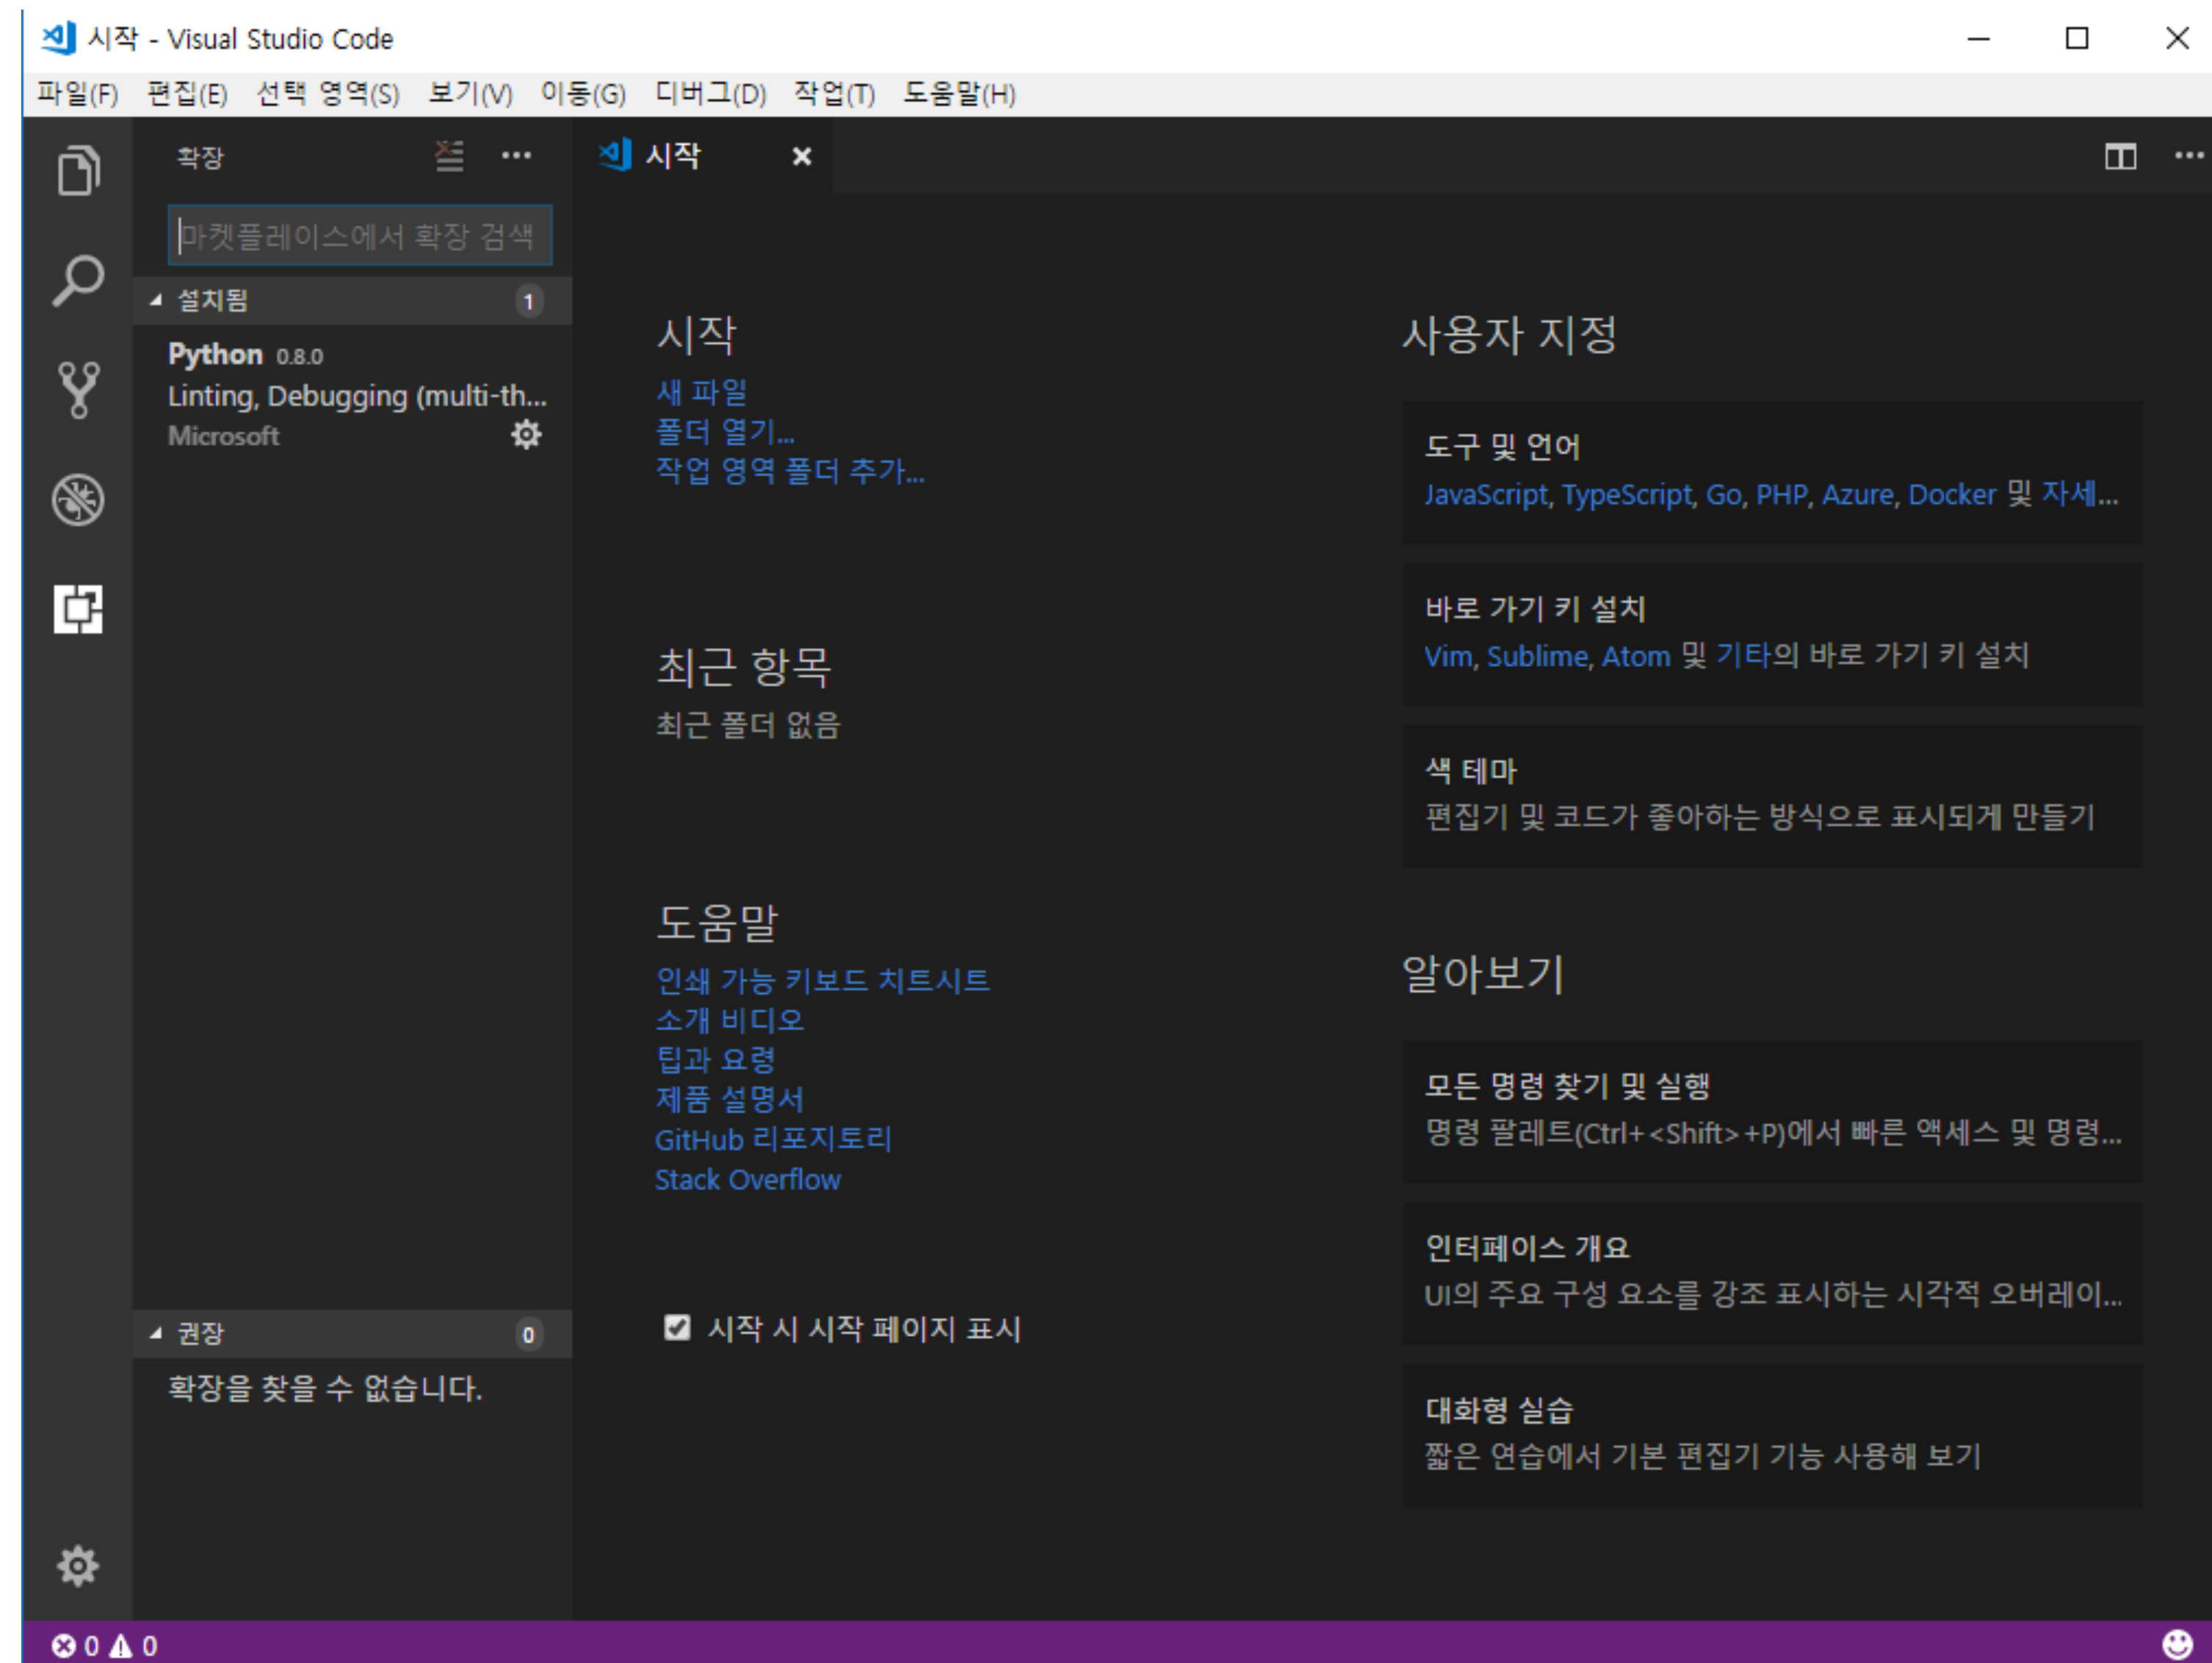 시작 - Visual Studio Code
파일(F) 편집(E) 선택 영역(S) 보기(V) 이동(G) 디버그(D) 작업(T) 도움말(H)
확장
마켓플레이스에서 확장 검색
설치됨 1
Python 0.8.0
Linting, Debugging (multi-th...
Microsoft
권장 0
확장을 찾을 수 없습니다.
시작
시작
새 파일
폴더 열기...
작업 영역 폴더 추가...
최근 항목
최근 폴더 없음
도움말
인쇄 가능 키보드 치트시트
소개 비디오
팁과 요령
제품 설명서
GitHub 리포지토리
Stack Overflow
시작 시 시작 페이지 표시
사용자 지정
도구 및 언어
JavaScript, TypeScript, Go, PHP, Azure, Docker 및 자세...
바로 가기 키 설치
Vim, Sublime, Atom 및 기타의 바로 가기 키 설치
색 테마
편집기 및 코드가 좋아하는 방식으로 표시되게 만들기
알아보기
모든 명령 찾기 및 실행
명령 팔레트(Ctrl+<Shift>+P)에서 빠른 액세스 및 명령...
인터페이스 개요
UI의 주요 구성 요소를 강조 표시하는 시각적 오버레이...
대화형 실습
짧은 연습에서 기본 편집기 기능 사용해 보기
0 0